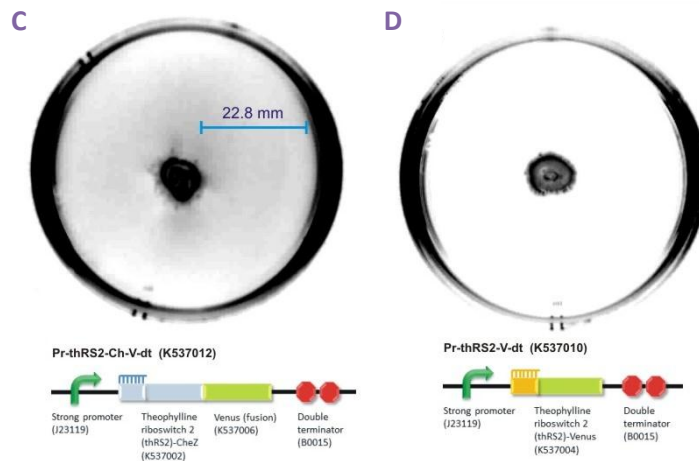 C
D
22.8 mm
Pr-thRS2-Ch-V-dt (K537012)
Strong promoter
(J23119)
Theophylline
riboswitch 2
(thRS2)-CheZ
(K537002)
Venus (fusion)
(K537006)
Double
terminator
(B0015)
Pr-thRS2-V-dt (K537010)
Strong promoter
(J23119)
Theophylline
riboswitch 2
(thRS2)-Venus
(K537004)
Double
terminator
(B0015)